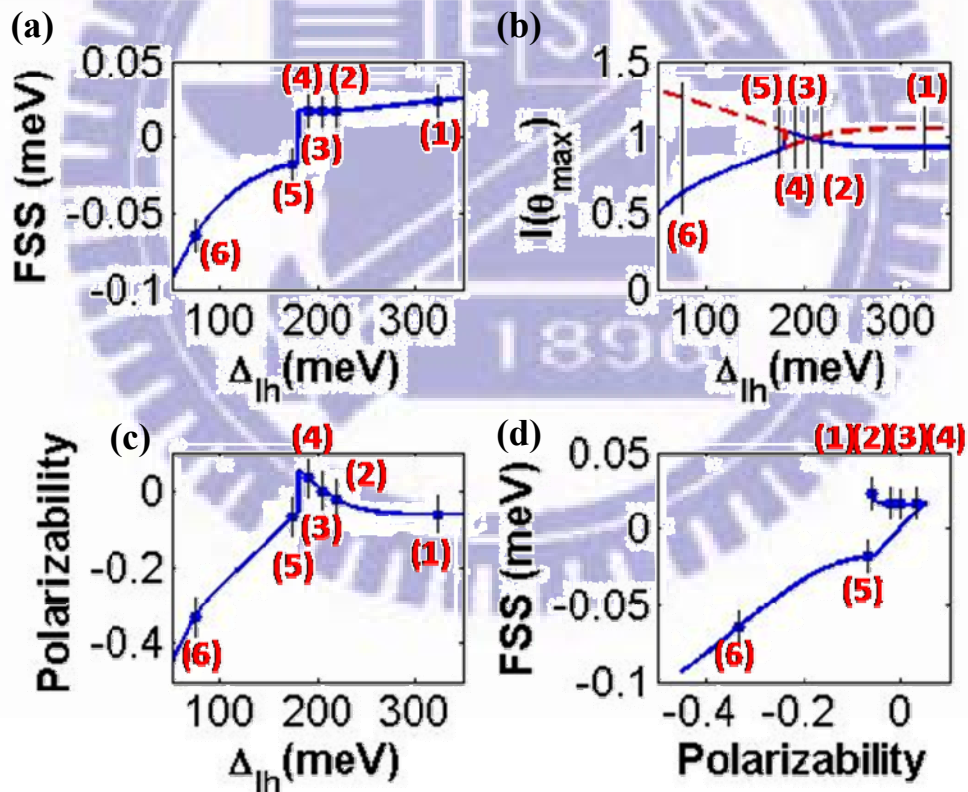 (a)
FSS (meV)
0.05
0
-0.05
-0.1
(4) (2)
(3)
(1)
(5)
(6)
100 200 300
Δlh(meV)
(b)
I(θmax)
1.5
1
0.5
0
(5) (3)
(1)
(4) (2)
(6)
100 200 300
Δlh(meV)
ES A
1896
(c)
Polarizability
0
-0.2
-0.4
(4)
(2)
(3)
(5)
(1)
(6)
100 200 300
Δlh(meV)
(d)
FSS (meV)
0.05
0
-0.05
-0.1
(1)(2)(3)(4)
(5)
(6)
-0.4 -0.2 0
Polarizability